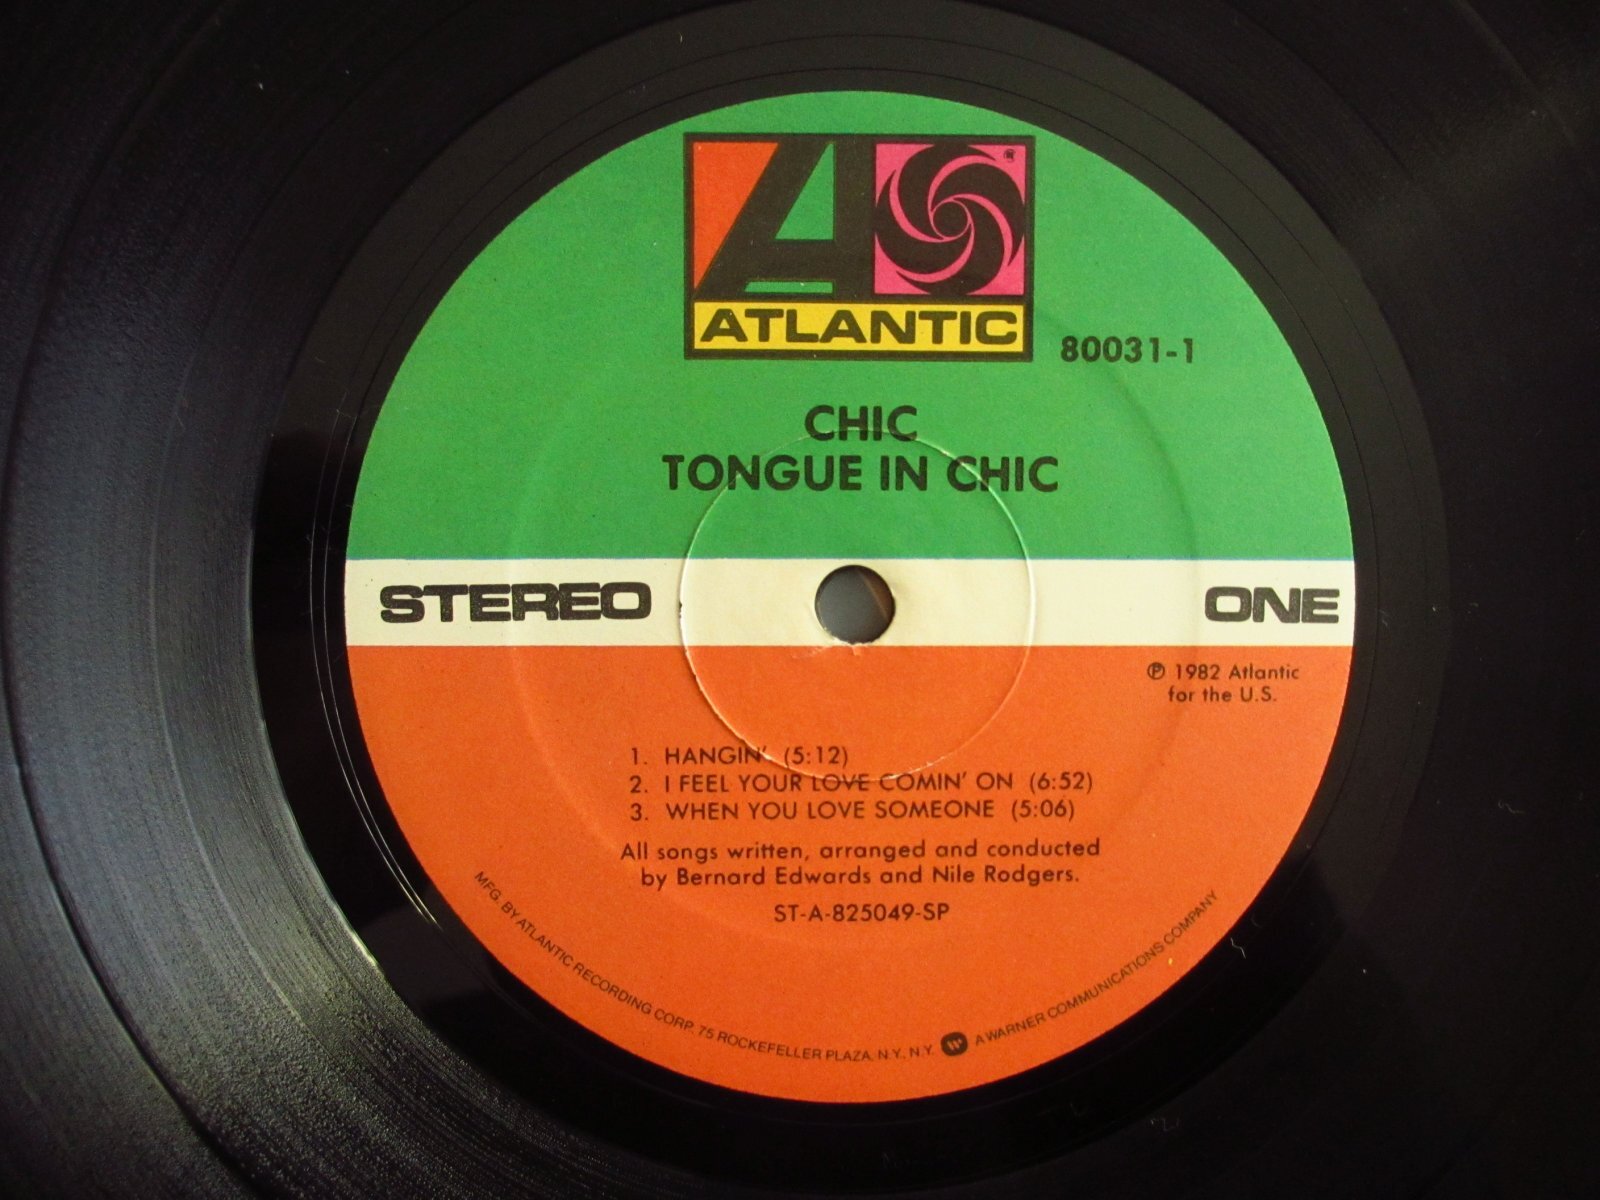 ATLANTIC
80031-1
CHIC
TONGUE IN CHIC
STEREO
ONE
℗ 1982 Atlantic
for the U.S.
1. HANGIN' (5:12)
2. I FEEL YOUR LOVE COMIN' ON (6:52)
3. WHEN YOU LOVE SOMEONE (5:06)
All songs written, arranged and conducted
by Bernard Edwards and Nile Rodgers.
ST-A-825049-SP
MFG. BY ATLANTIC RECORDING CORP. 75 ROCKEFELLER PLAZA, N.Y., N.Y. A WARNER COMMUNICATIONS COMPANY